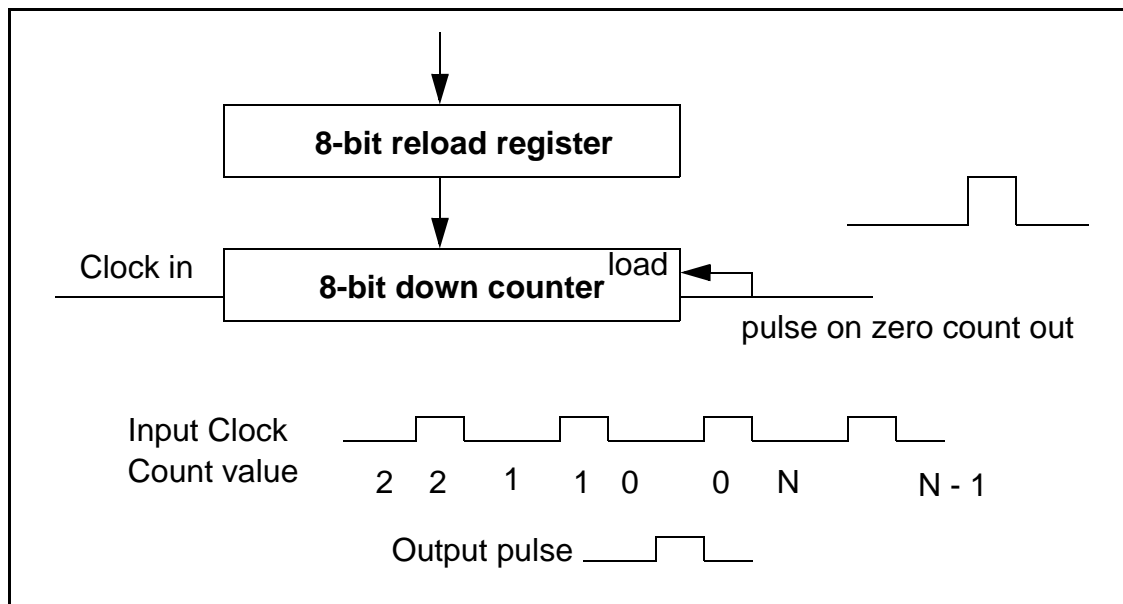 8-bit reload register
Clock in
load
8-bit down counter
pulse on zero count out
Input Clock
Count value
2 2 1 1 0 0 N N - 1
Output pulse